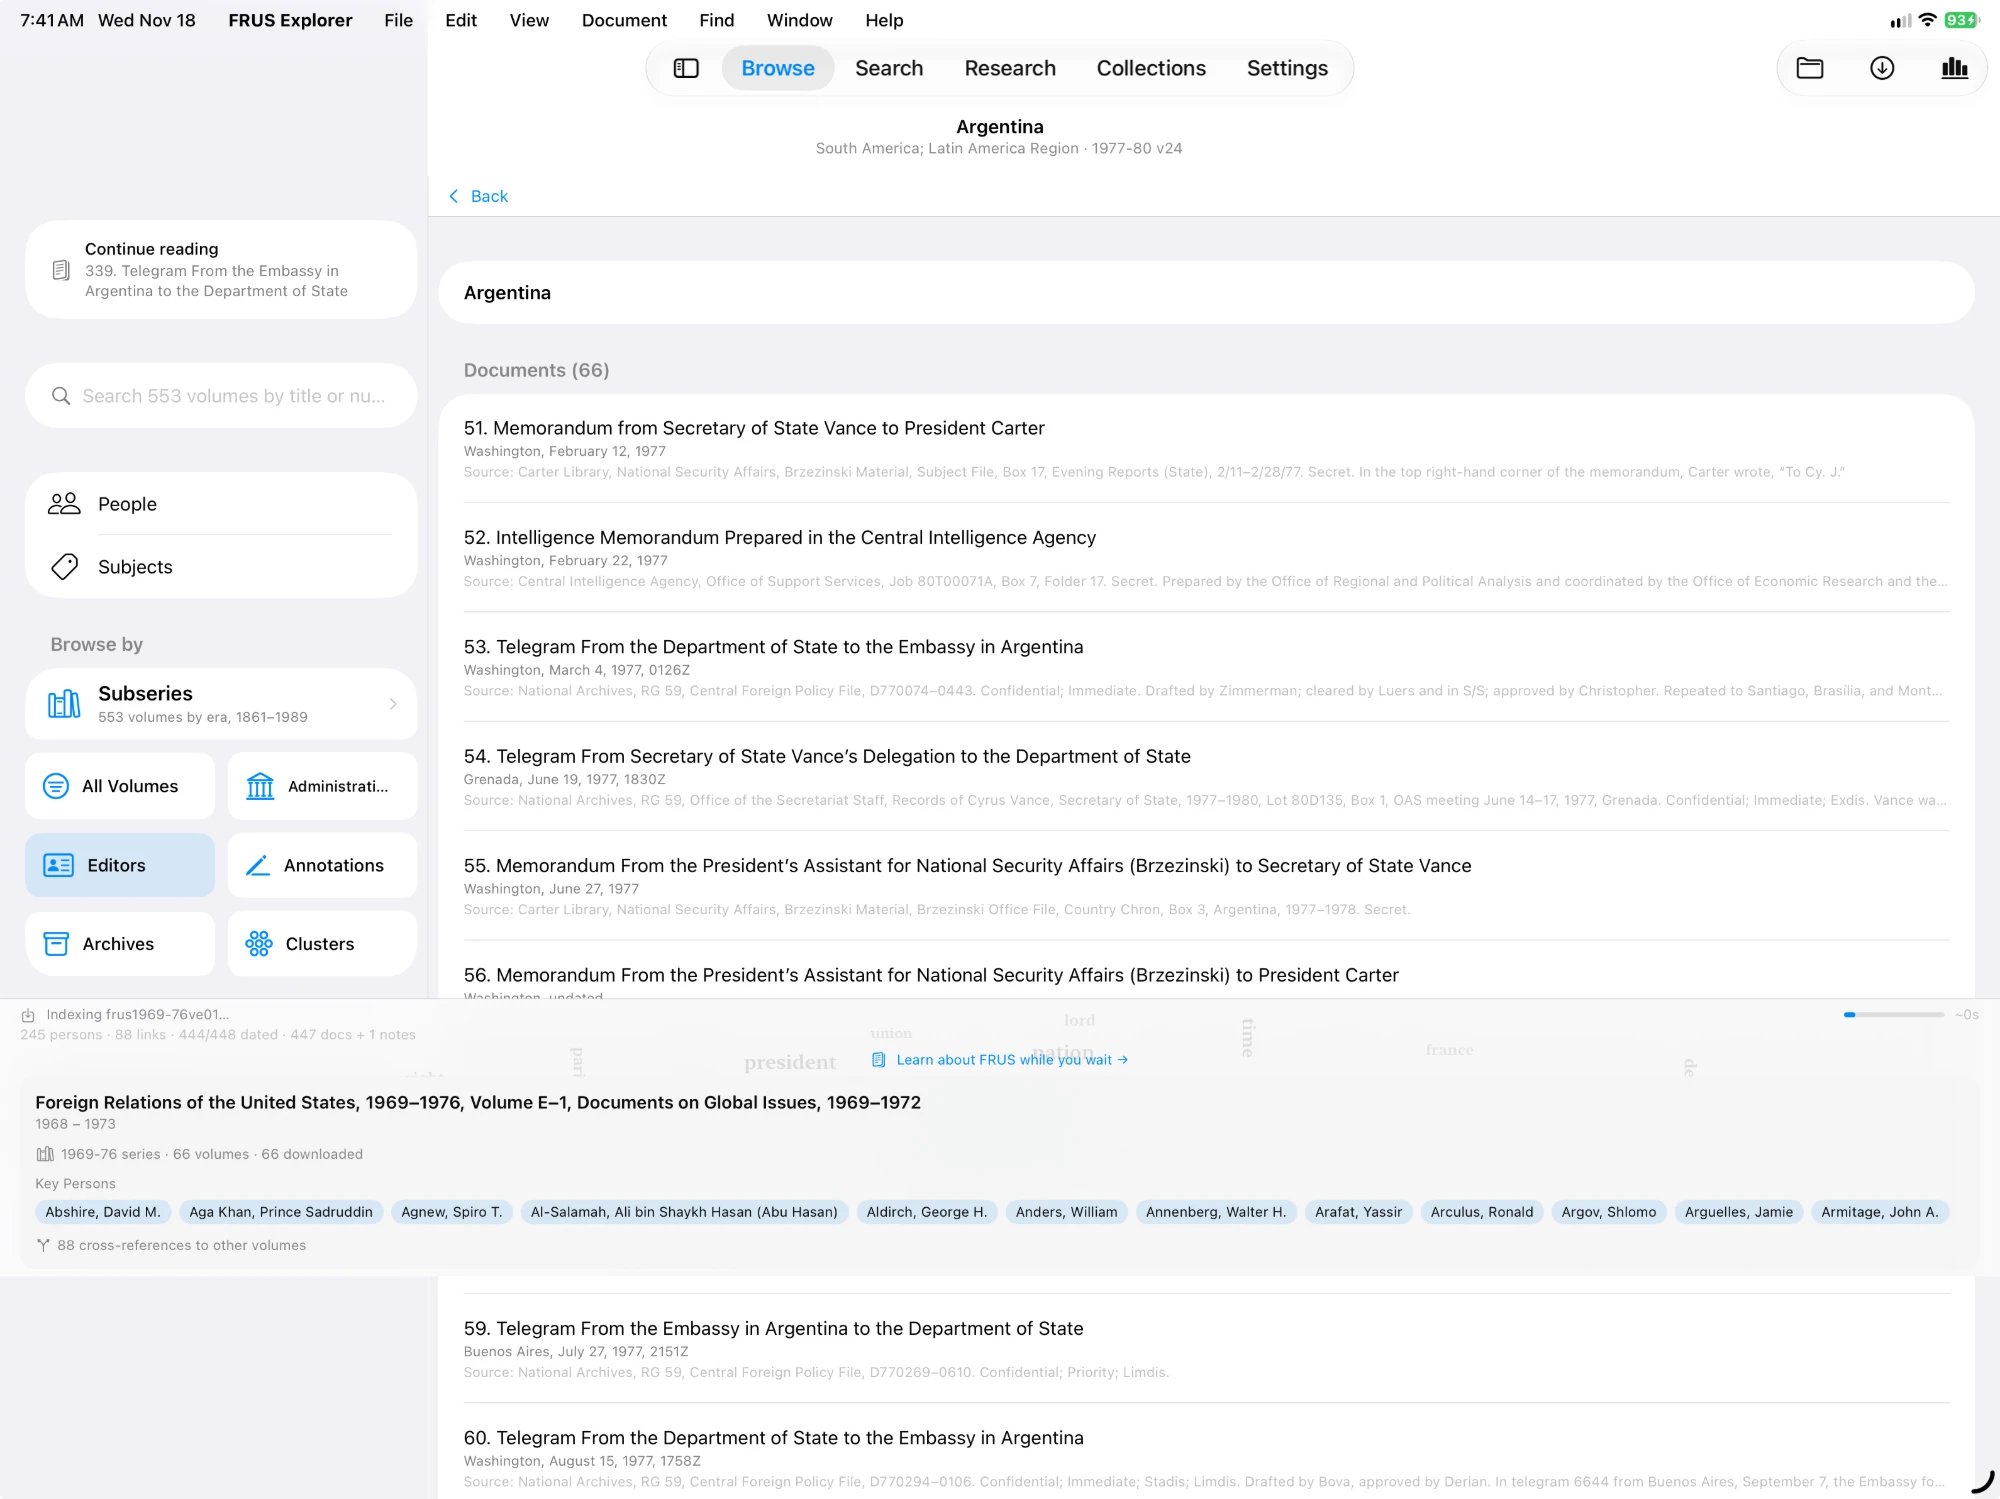 7:41 AM Wed Nov 18 FRUS Explorer File Edit View Document Find Window Help 93
Browse Search Research Collections Settings
Argentina
South America; Latin America Region · 1977-80 v24
Back
Continue reading
339. Telegram From the Embassy in
Argentina to the Department of State
Search 553 volumes by title or nu...
People
Subjects
Browse by
Subseries
553 volumes by era, 1861–1989
All Volumes
Administrati...
Editors
Annotations
Archives
Clusters
Argentina
Documents (66)
51. Memorandum from Secretary of State Vance to President Carter
Washington, February 12, 1977
Source: Carter Library, National Security Affairs, Brzezinski Material, Subject File, Box 17, Evening Reports (State), 2/11–2/28/77. Secret. In the top right-hand corner of the memorandum, Carter wrote, “To Cy. J.”
52. Intelligence Memorandum Prepared in the Central Intelligence Agency
Washington, February 22, 1977
Source: Central Intelligence Agency, Office of Support Services, Job 80T00071A, Box 7, Folder 17. Secret. Prepared by the Office of Regional and Political Analysis and coordinated by the Office of Economic Research and the...
53. Telegram From the Department of State to the Embassy in Argentina
Washington, March 4, 1977, 0126Z
Source: National Archives, RG 59, Central Foreign Policy File, D770074–0443. Confidential; Immediate. Drafted by Zimmerman; cleared by Luers and in S/S; approved by Christopher. Repeated to Santiago, Brasília, and Mont...
54. Telegram From Secretary of State Vance’s Delegation to the Department of State
Grenada, June 19, 1977, 1830Z
Source: National Archives, RG 59, Office of the Secretariat Staff, Records of Cyrus Vance, Secretary of State, 1977–1980, Lot 80D135, Box 1, OAS meeting June 14–17, 1977, Grenada. Confidential; Immediate; Exdis. Vance wa...
55. Memorandum From the President’s Assistant for National Security Affairs (Brzezinski) to Secretary of State Vance
Washington, June 27, 1977
Source: Carter Library, National Security Affairs, Brzezinski Material, Brzezinski Office File, Country Chron, Box 3, Argentina, 1977–1978. Secret.
56. Memorandum From the President’s Assistant for National Security Affairs (Brzezinski) to President Carter
Washington, undated
Indexing frus1969-76ve01...
~0s
245 persons · 88 links · 444/448 dated · 447 docs + 1 notes
lord
union
time
nation
president
pari
france
de
Learn about FRUS while you wait →
Foreign Relations of the United States, 1969–1976, Volume E–1, Documents on Global Issues, 1969–1972
1968 – 1973
1969-76 series · 66 volumes · 66 downloaded
Key Persons
Abshire, David M. Aga Khan, Prince Sadruddin Agnew, Spiro T. Al-Salamah, Ali bin Shaykh Hasan (Abu Hasan) Aldirch, George H. Anders, William Annenberg, Walter H. Arafat, Yassir Arculus, Ronald Argov, Shlomo Arguelles, Jamie Armitage, John A.
88 cross-references to other volumes
59. Telegram From the Embassy in Argentina to the Department of State
Buenos Aires, July 27, 1977, 2151Z
Source: National Archives, RG 59, Central Foreign Policy File, D770269–0610. Confidential; Priority; Limdis.
60. Telegram From the Department of State to the Embassy in Argentina
Washington, August 15, 1977, 1758Z
Source: National Archives, RG 59, Central Foreign Policy File, D770294–0106. Confidential; Immediate; Stadis; Limdis. Drafted by Bova, approved by Derian. In telegram 6644 from Buenos Aires, September 7, the Embassy fo...